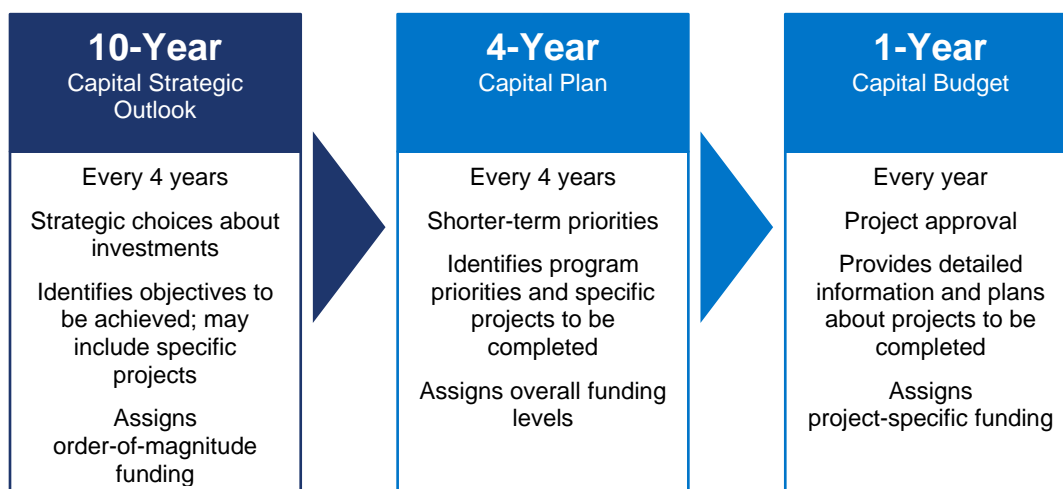 10-Year
Capital Strategic
Outlook
Every 4 years
Strategic choices about
investments
Identifies objectives to
be achieved; may
include specific
projects
Assigns
order-of-magnitude
funding
4-Year
Capital Plan
Every 4 years
Shorter-term priorities
Identifies program
priorities and specific
projects to be
completed
Assigns overall funding
levels
1-Year
Capital Budget
Every year
Project approval
Provides detailed
information and plans
about projects to be
completed
Assigns
project-specific funding